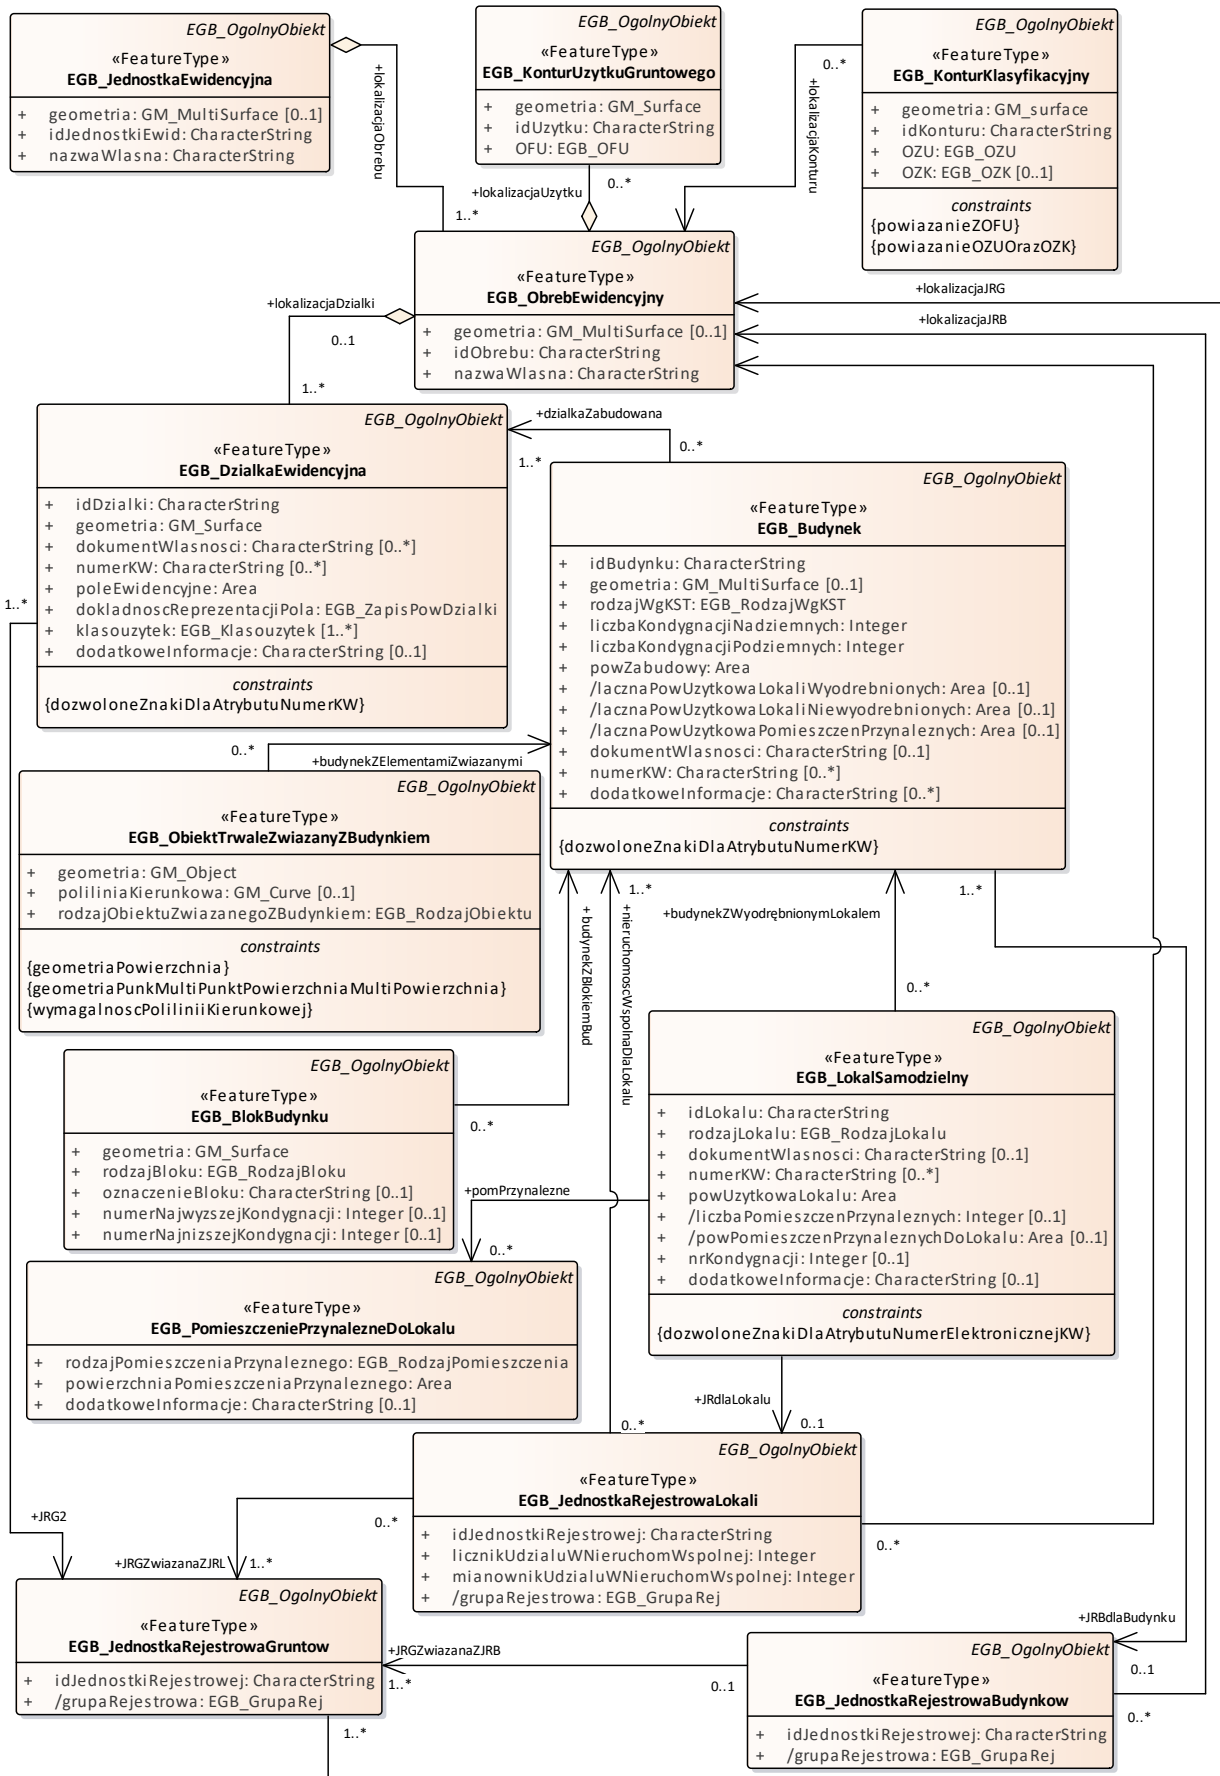 EGB_OgolnyObiekt
«FeatureType»
EGB_JednostkaEwidencyjna
+ geometria: GM_MultiSurface [0..1]
+ idJednostkiEwid: CharacterString
+ nazwaWlasna: CharacterString
+lokalizacjaObrebu
1..*
EGB_OgolnyObiekt
«FeatureType»
EGB_KonturUzytkuGruntowego
+ geometria: GM_Surface
+ idUzytku: CharacterString
+ OFU: EGB_OFU
+lokalizacjaUzytku
0..*
EGB_OgolnyObiekt
«FeatureType»
EGB_KonturKlasyfikacyjny
+ geometria: GM_surface
+ idKonturu: CharacterString
+ OZU: EGB_OZU
+ OZK: EGB_OZK [0..1]
constraints
{powiazanieZOFU}
{powiazanieOZUOrazOZK}
0..*
+lokalizacjaKonturu
EGB_OgolnyObiekt
«FeatureType»
EGB_ObrebEwidencyjny
+ geometria: GM_MultiSurface [0..1]
+ idObrebu: CharacterString
+ nazwaWlasna: CharacterString
+lokalizacjaJRG
+lokalizacjaJRB
+lokalizacjaDzialki
0..1
1..*
EGB_OgolnyObiekt
«FeatureType»
EGB_DzialkaEwidencyjna
+ idDzialki: CharacterString
+ geometria: GM_Surface
+ dokumentWlasnosci: CharacterString [0..*]
+ numerKW: CharacterString [0..*]
+ poleEwidencyjne: Area
+ dokladnoscReprezentacjiPola: EGB_ZapisPowDzialki
+ klasouzytek: EGB_Klasouzytek [1..*]
+ dodatkoweInformacje: CharacterString [0..1]
constraints
{dozwoloneZnakiDlaAtrybutuNumerKW}
1..*
+dzialkaZabudowana
0..*
1..*
EGB_OgolnyObiekt
«FeatureType»
EGB_Budynek
+ idBudynku: CharacterString
+ geometria: GM_MultiSurface [0..1]
+ rodzajWgKST: EGB_RodzajWgKST
+ liczbaKondygnacjiNadziemnych: Integer
+ liczbaKondygnacjiPodziemnych: Integer
+ powZabudowy: Area
+ /lacznaPowUzytkowaLokaliWyodrebnionych: Area [0..1]
+ /lacznaPowUzytkowaLokaliNiewyodrebnionych: Area [0..1]
+ /lacznaPowUzytkowaPomieszczenPrzynaleznych: Area [0..1]
+ dokumentWlasnosci: CharacterString [0..1]
+ numerKW: CharacterString [0..*]
+ dodatkoweInformacje: CharacterString [0..*]
constraints
{dozwoloneZnakiDlaAtrybutuNumerKW}
0..*
+budynekZElementamiZwiazanymi
EGB_OgolnyObiekt
«FeatureType»
EGB_ObiektTrwaleZwiazanyZBudynkiem
+ geometria: GM_Object
+ poliliniaKierunkowa: GM_Curve [0..1]
+ rodzajObiektuZwiazanegoZBudynkiem: EGB_RodzajObiektu
constraints
{geometriaPowierzchnia}
{geometriaPunkMultiPunktPowierzchniaMultiPowierzchnia}
{wymagalnoscPoliliniiKierunkowej}
+ budynekZBlokiemBud
1..*
+nieruchomoscWspolnaDlaLokalu
+budynekZWyodrębnionymLokalem
1..*
0..*
EGB_OgolnyObiekt
«FeatureType»
EGB_BlokBudynku
+ geometria: GM_Surface
+ rodzajBloku: EGB_RodzajBloku
+ oznaczenieBloku: CharacterString [0..1]
+ numerNajwyzszejKondygnacji: Integer [0..1]
+ numerNajnizszejKondygnacji: Integer [0..1]
0..*
EGB_OgolnyObiekt
«FeatureType»
EGB_LokalSamodzielny
+ idLokalu: CharacterString
+ rodzajLokalu: EGB_RodzajLokalu
+ dokumentWlasnosci: CharacterString [0..1]
+ numerKW: CharacterString [0..*]
+ powUzytkowaLokalu: Area
+ /liczbaPomieszczenPrzynaleznych: Integer [0..1]
+ /powPomieszczenPrzynaleznychDoLokalu: Area [0..1]
+ nrKondygnacji: Integer [0..1]
+ dodatkoweInformacje: CharacterString [0..1]
constraints
{dozwoloneZnakiDlaAtrybutuNumerElektronicznejKW}
+pomPrzynalezne
0..*
EGB_OgolnyObiekt
«FeatureType»
EGB_PomieszczeniePrzynalezneDoLokalu
+ rodzajPomieszczeniaPrzynaleznego: EGB_RodzajPomieszczenia
+ powierzchniaPomieszczeniaPrzynaleznego: Area
+ dodatkoweInformacje: CharacterString [0..1]
+JRdlaLokalu
0..1
0..*
EGB_OgolnyObiekt
«FeatureType»
EGB_JednostkaRejestrowaLokali
+ idJednostkiRejestrowej: CharacterString
+ licznikUdzialuWNieruchomWspolnej: Integer
+ mianownikUdzialuWNieruchomWspolnej: Integer
+ /grupaRejestrowa: EGB_GrupaRej
0..*
0..*
+JRG2
+JRGZwiazanaZJRL
1..*
EGB_OgolnyObiekt
«FeatureType»
EGB_JednostkaRejestrowaGruntow
+ idJednostkiRejestrowej: CharacterString
+ /grupaRejestrowa: EGB_GrupaRej
+JRGZwiazanaZJRB
1..*
0..1
1..*
+JRBdlaBudynku
0..1
EGB_OgolnyObiekt
«FeatureType»
EGB_JednostkaRejestrowaBudynkow
+ idJednostkiRejestrowej: CharacterString
+ /grupaRejestrowa: EGB_GrupaRej
0..*